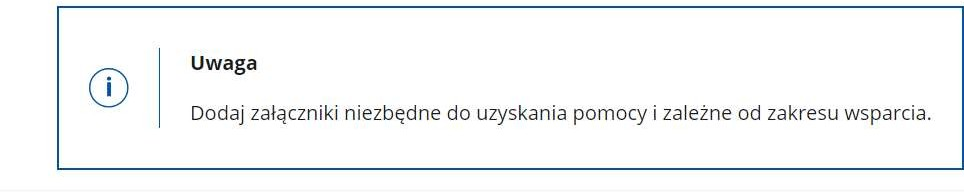 Uwaga
Dodaj załączniki niezbędne do uzyskania pomocy i zależne od zakresu wsparcia.